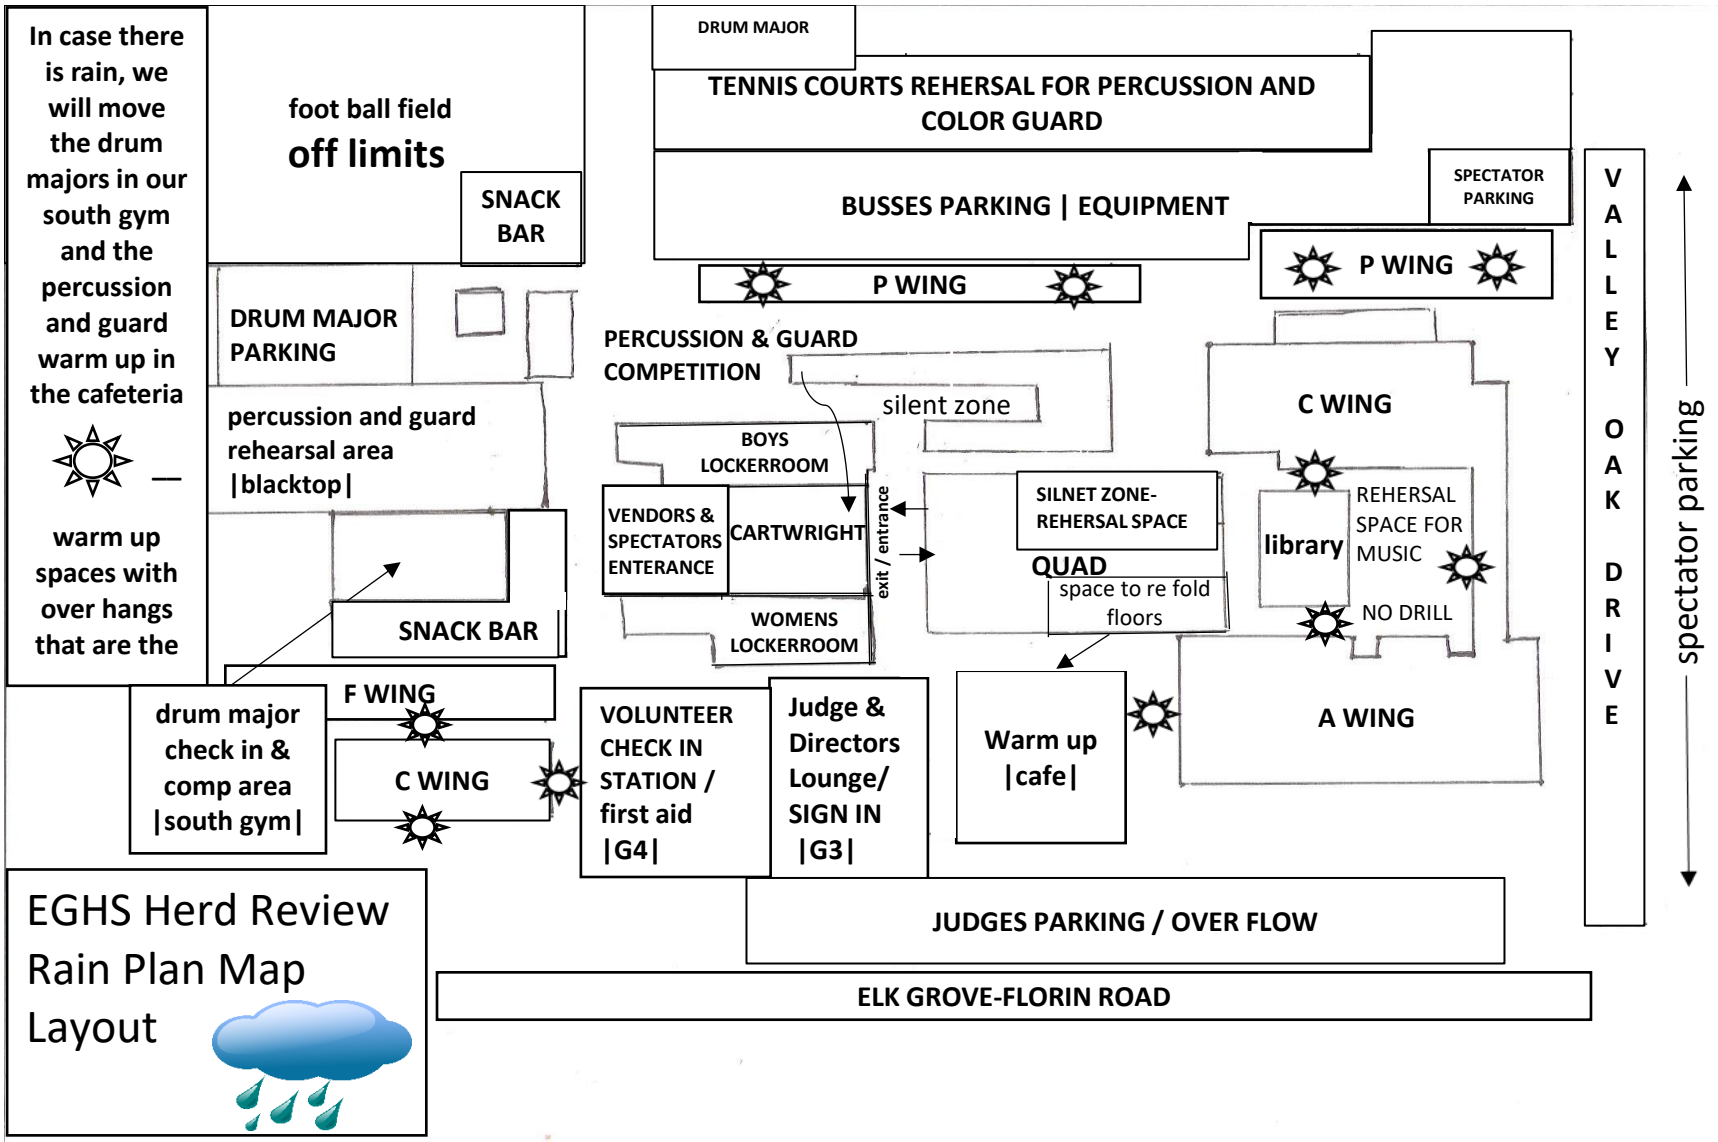 In case there
is rain, we
will move
the drum
majors in our
south gym
and the
percussion
and guard
warm up in
the cafeteria
__
warm up
spaces with
over hangs
that are the
foot ball field
off limits
SNACK
BAR
DRUM MAJOR
TENNIS COURTS REHERSAL FOR PERCUSSION AND
COLOR GUARD
BUSSES PARKING | EQUIPMENT
SPECTATOR
PARKING
P WING
P WING
VALLEY OAK DRIVE
spectator parking
DRUM MAJOR
PARKING
PERCUSSION & GUARD
COMPETITION
silent zone
C WING
percussion and guard
rehearsal area
|blacktop|
BOYS
LOCKERROOM
VENDORS &
SPECTATORS
ENTERANCE
CARTWRIGHT
exit / entrance
SILNET ZONE-
REHERSAL SPACE
QUAD
space to re fold
floors
library
REHERSAL
SPACE FOR
MUSIC
NO DRILL
SNACK BAR
WOMENS
LOCKERROOM
F WING
drum major
check in &
comp area
|south gym|
C WING
VOLUNTEER
CHECK IN
STATION /
first aid
|G4|
Judge &
Directors
Lounge/
SIGN IN
|G3|
Warm up
|cafe|
A WING
JUDGES PARKING / OVER FLOW
ELK GROVE-FLORIN ROAD
EGHS Herd Review
Rain Plan Map
Layout